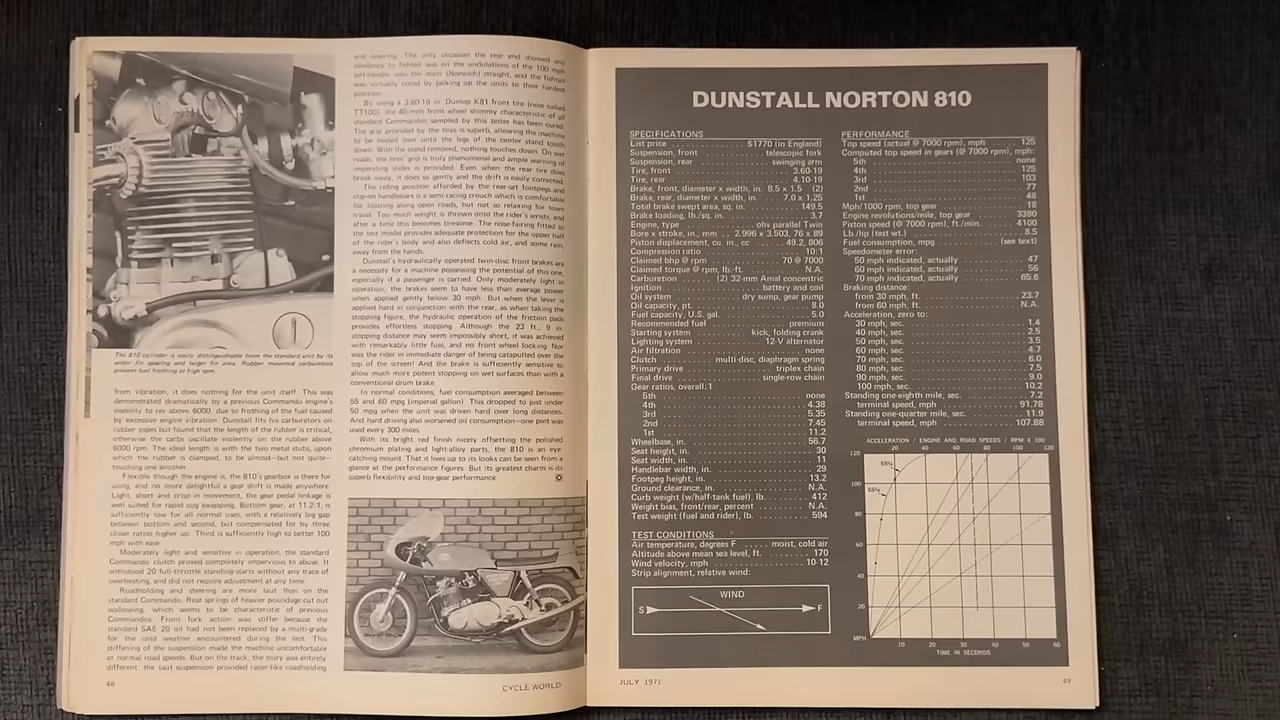 The 810 cylinder is easily distinguishable from the standard unit by its
wider fin spacing and larger fin area. Rubber mounted carburetors
prevent fuel frothing at high rpm.
from vibration, it does nothing for the unit itself. This was
demonstrated dramatically by a previous Commando engine's
inability to rev above 6000, due to frothing of the fuel caused
by excessive engine vibration. Dunstall fits his carburetors on
rubber pipes but found that the length of the rubber is critical,
otherwise the carbs oscillate violently on the rubber above
6000 rpm. The ideal length is with the two metal stubs, upon
which the rubber is clamped, to be almost—but not quite—
touching one another.
Flexible though the engine is, the 810's gearbox is there for
using, and no more delightful a gear shift is made anywhere.
Light, short and crisp in movement, the gear pedal linkage is
well suited for rapid cog swapping. Bottom gear, at 11.2:1, is
sufficiently low for all normal uses, with a relatively big gap
between bottom and second, but compensated for by three
closer ratios higher up. Third is sufficiently high to better 100
mph with ease.
Moderately light and sensitive in operation, the standard
Commando clutch proved completely impervious to abuse. It
withstood 20 full-throttle standing starts without any trace of
overheating, and did not require adjustment at any time.
Roadholding and steering are more taut than on the
standard Commando. Rear springs of heavier poundage cut out
wallowing, which seems to be characteristic of previous
Commandos. Front fork action was stiffer because the
standard SAE 20 oil had not been replaced by a multi-grade
for the cold weather encountered during the test. This
stiffening of the suspension made the machine uncomfortable
at normal road speeds. But on the track, the story was entirely
different: the taut suspension provided racer-like roadholding
48
and steering. The only occasion the rear end showed any
tendency to fishtail was on the undulations of the 100 mph
left-hander onto the main (Norwich) straight, and the fishtail
was virtually cured by jacking up the units to their hardest
position.
By using a 3.60-19 in. Dunlop K81 front tire (now called
TT100), the 40-mph front wheel shimmy characteristic of all
standard Commandos sampled by this tester has been cured.
The grip provided by the tires is superb, allowing the machine
to be heeled over until the legs of the center stand touch
down. With the stand removed, nothing touches down. On wet
roads, the tires' grip is truly phenomenal and ample warning of
impending slides is provided. Even when the rear tire does
break away, it does so gently and the drift is easily corrected.
The riding position afforded by the rear-set footpegs and
clip-on handlebars is a semi-racing crouch which is comfortable
for blasting along open roads, but not so relaxing for town
travel. Too much weight is thrown onto the rider's wrists, and
after a time this becomes tiresome. The nose-fairing fitted to
the test model provides adequate protection for the upper half
of the rider's body and also deflects cold air, and some rain,
away from the hands.
Dunstall's hydraulically operated twin-disc front brakes are
a necessity for a machine possessing the potential of this one,
especially if a passenger is carried. Only moderately light in
operation, the brakes seem to have less than average power
when applied gently below 30 mph. But when the lever is
applied hard in conjunction with the rear, as when taking the
stopping figure, the hydraulic operation of the friction pads
provides effortless stopping. Although the 23 ft., 9 in.
stopping distance may seem impossibly short, it was achieved
with remarkably little fuss, and no front wheel locking. Nor
was the rider in immediate danger of being catapulted over the
top of the screen! And the brake is sufficiently sensitive to
allow much more potent stopping on wet surfaces than with a
conventional drum brake.
In normal conditions, fuel consumption averaged between
55 and 60 mpg (imperial gallon). This dropped to just under
50 mpg when the unit was driven hard over long distances.
And hard driving also worsened oil consumption—one pint was
used every 300 miles.
With its bright red finish nicely offsetting the polished
chromium plating and light-alloy parts, the 810 is an eye-
catching mount. That it lives up to its looks can be seen from a
glance at the performance figures. But its greatest charm is its
superb flexibility and top-gear performance.
CYCLE WORLD
DUNSTALL NORTON 810
SPECIFICATIONS
List price $1770 (in England)
Suspension, front telescopic fork
Suspension, rear swinging arm
Tire, front 3.60-19
Tire, rear 4.10-19
Brake, front, diameter x width, in. 8.5 x 1.5 (2)
Brake, rear, diameter x width, in. 7.0 x 1.25
Total brake swept area, sq. in. 149.5
Brake loading, lb./sq. in. 3.7
Engine, type ohv parallel Twin
Bore x stroke, in., mm 2.996 x 3.503, 76 x 89
Piston displacement, cu. in., cc 49.2, 806
Compression ratio 10:1
Claimed bhp @ rpm 70 @ 7000
Claimed torque @ rpm, lb.-ft. N.A.
Carburetion (2) 32-mm Amal concentric
Ignition battery and coil
Oil system dry sump, gear pump
Oil capacity, pt. 8.0
Fuel capacity, U.S. gal. 5.0
Recommended fuel premium
Starting system kick, folding crank
Lighting system 12-V alternator
Air filtration none
Clutch multi-disc, diaphragm spring
Primary drive triplex chain
Final drive single-row chain
Gear ratios, overall:1
5th none
4th 4.38
3rd 5.35
2nd 7.45
1st 11.2
Wheelbase, in. 56.7
Seat height, in. 30
Seat width, in. 11
Handlebar width, in. 29
Footpeg height, in. 13.2
Ground clearance, in. N.A.
Curb weight (w/half-tank fuel), lb. 412
Weight bias, front/rear, percent N.A.
Test weight (fuel and rider), lb. 594
TEST CONDITIONS
Air temperature, degrees F moist, cold air
Altitude above mean sea level, ft. 170
Wind velocity, mph 10-12
Strip alignment, relative wind:
WIND
S F
PERFORMANCE
Top speed (actual @ 7000 rpm), mph 125
Computed top speed in gears (@ 7000 rpm), mph:
5th none
4th 125
3rd 103
2nd 77
1st 48
Mph/1000 rpm, top gear 18
Engine revolutions/mile, top gear 3380
Piston speed (@ 7000 rpm), ft./min. 4100
Lb./hp (test wt.) 8.5
Fuel consumption, mpg (see text)
Speedometer error:
50 mph indicated, actually 47
60 mph indicated, actually 56
70 mph indicated, actually 65.6
Braking distance:
from 30 mph, ft. 23.7
from 60 mph, ft. N.A.
Acceleration, zero to:
30 mph, sec. 1.4
40 mph, sec. 2.5
50 mph, sec. 3.5
60 mph, sec. 4.7
70 mph, sec. 6.0
80 mph, sec. 7.5
90 mph, sec. 9.0
100 mph, sec. 10.2
Standing one-eighth mile, sec. 7.2
terminal speed, mph 91.78
Standing one-quarter mile, sec. 11.9
terminal speed, mph 107.88
ACCELERATION / ENGINE AND ROAD SPEEDS / RPM X 100
20 40 60 80 100 120
120
100
80
60
40
20
MPH
SS¼
SS⅛
10 20 30 40 50 60
TIME IN SECONDS
JULY 1971
49